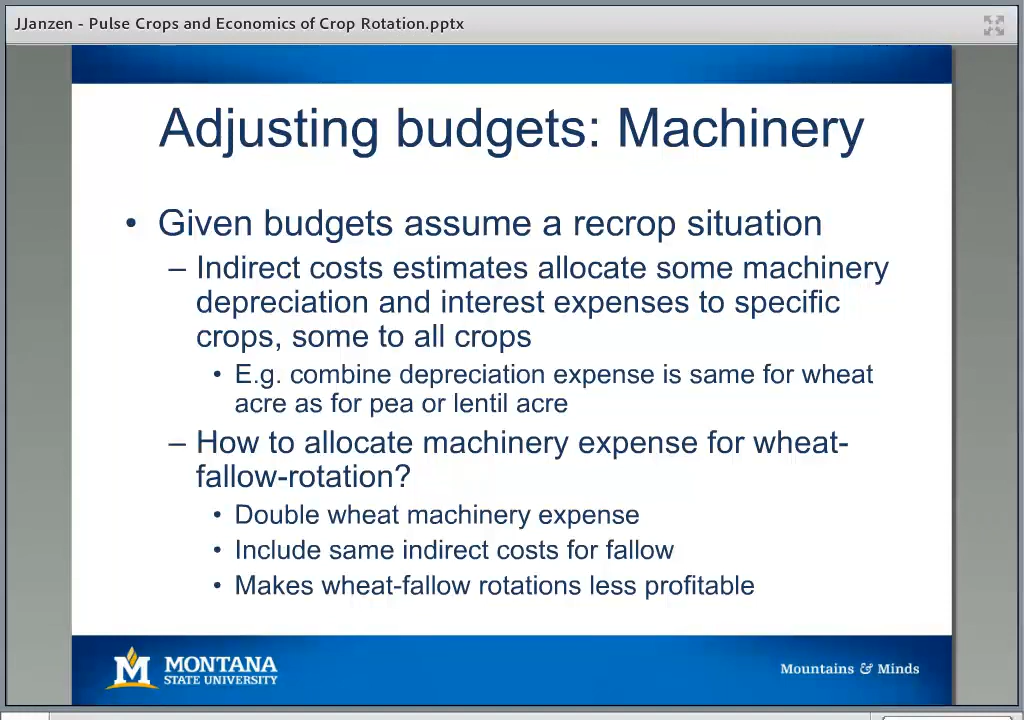 JJanzen - Pulse Crops and Economics of Crop Rotation.pptx
Adjusting budgets: Machinery
• Given budgets assume a recrop situation
– Indirect costs estimates allocate some machinery
depreciation and interest expenses to specific
crops, some to all crops
• E.g. combine depreciation expense is same for wheat
acre as for pea or lentil acre
– How to allocate machinery expense for wheat-
fallow-rotation?
• Double wheat machinery expense
• Include same indirect costs for fallow
• Makes wheat-fallow rotations less profitable
MONTANA
STATE UNIVERSITY
Mountains & Minds